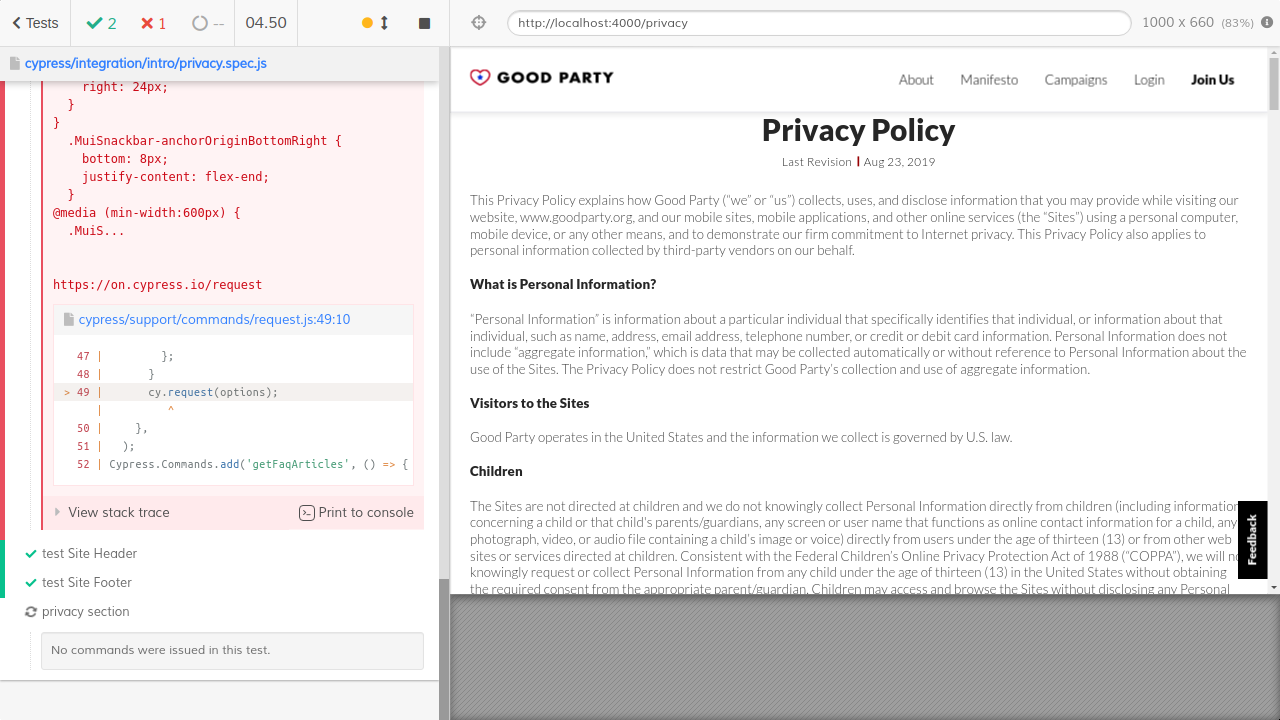 Tests
2
1
--
04.50
http://localhost:4000/privacy
1000 x 660 (83%)
cypress/integration/intro/privacy.spec.js
right: 24px;
}
}
.MuiSnackbar-anchorOriginBottomRight {
bottom: 8px;
justify-content: flex-end;
}
@media (min-width:600px) {
.MuiS...
https://on.cypress.io/request
cypress/support/commands/request.js:49:10
47 | };
48 | }
> 49 | cy.request(options);
| ^
50 | },
51 | );
52 | Cypress.Commands.add('getFaqArticles', () => {
View stack trace
Print to console
test Site Header
test Site Footer
privacy section
No commands were issued in this test.
GOOD PARTY
About
Manifesto
Campaigns
Login
Join Us
Privacy Policy
Last Revision | Aug 23, 2019
This Privacy Policy explains how Good Party (“we” or “us”) collects, uses, and disclose information that you may provide while visiting our
website, www.goodparty.org, and our mobile sites, mobile applications, and other online services (the “Sites”) using a personal computer,
mobile device, or any other means, and to demonstrate our firm commitment to Internet privacy. This Privacy Policy also applies to
personal information collected by third-party vendors on our behalf.
What is Personal Information?
“Personal Information” is information about a particular individual that specifically identifies that individual, or information about that
individual, such as name, address, email address, telephone number, or credit or debit card information. Personal Information does not
include “aggregate information,” which is data that may be collected automatically or without reference to Personal Information about the
use of the Sites. The Privacy Policy does not restrict Good Party’s collection and use of aggregate information.
Visitors to the Sites
Good Party operates in the United States and the information we collect is governed by U.S. law.
Children
The Sites are not directed at children and we do not knowingly collect Personal Information directly from children (including information
concerning a child or that child’s parents/guardians, any screen or user name that functions as online contact information for a child, any
photograph, video, or audio file containing a child’s image or voice) directly from users under the age of thirteen (13) or from other web
sites or services directed at children. Consistent with the Federal Children’s Online Privacy Protection Act of 1988 (“COPPA”), we will
knowingly request or collect Personal Information from any child under the age of thirteen (13) in the United States without obtaining
the required consent from the appropriate parent/guardian. Children may access and browse the Sites without disclosing any Personal
Feedback